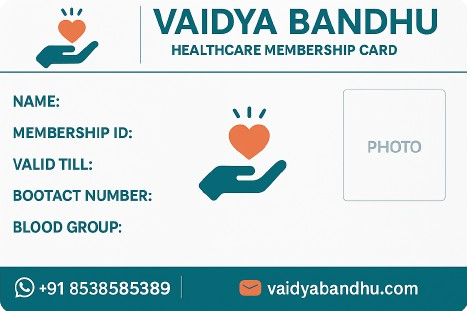 VAIDYA BANDHU
HEALTHCARE MEMBERSHIP CARD
NAME:
MEMBERSHIP ID:
VALID TILL:
BOOTACT NUMBER:
BLOOD GROUP:
PHOTO
+91 8538585389
vaidyabandhu.com